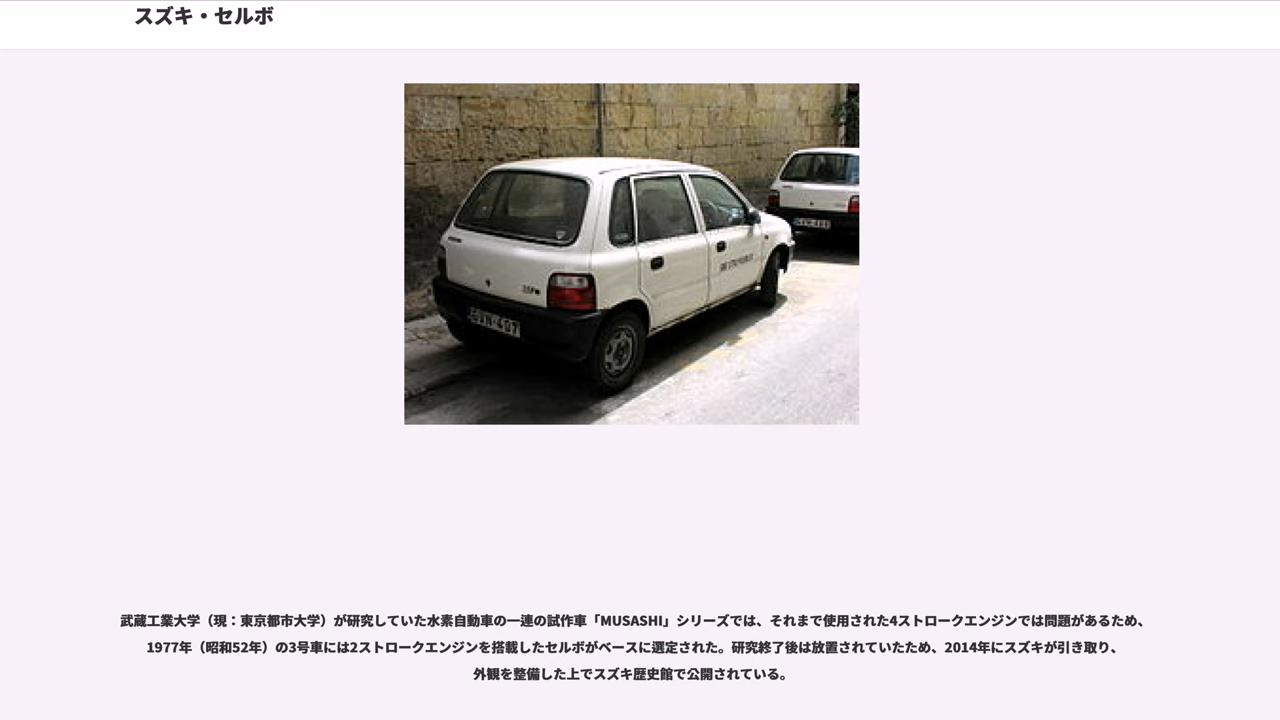 スズキ・セルボ
武蔵工業大学（現：東京都市大学）が研究していた水素自動車の一連の試作車「MUSASHI」シリーズでは、それまで使用された4ストロークエンジンでは問題があるため、
1977年（昭和52年）の3号車には2ストロークエンジンを搭載したセルボがベースに選定された。研究終了後は放置されていたため、2014年にスズキが引き取り、
外観を整備した上でスズキ歴史館で公開されている。